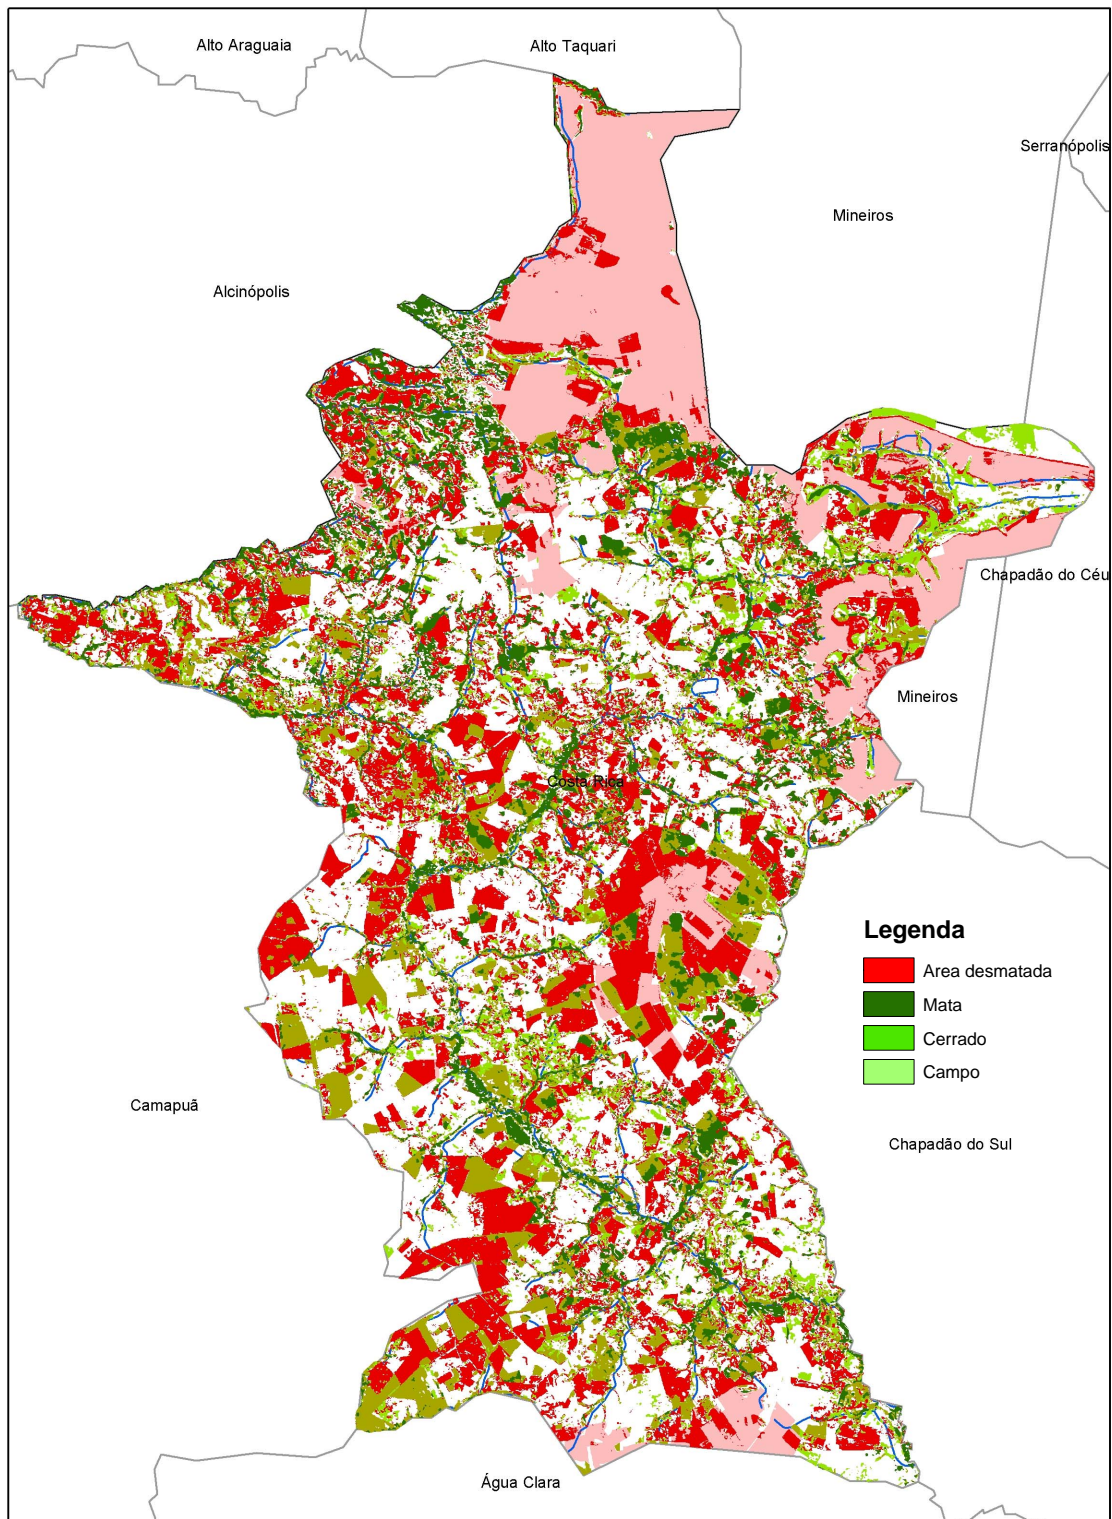 Alto Araguaia
Alto Taquari
Serranópolis
Mineiros
Alcinópolis
Chapadão do Céu
Mineiros
Costa Rica
Legenda
Area desmatada
Mata
Cerrado
Campo
Camapuã
Chapadão do Sul
Água Clara